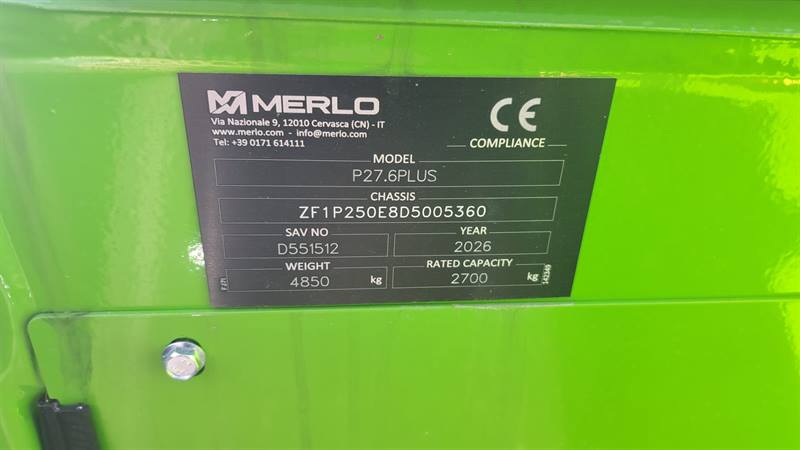 MERLO
Via Nazionale 9, 12010 Cervasca (CN) - IT
www.merlo.com - info@merlo.com
Tel: +39 0171 614111
CE
COMPLIANCE
MODEL
P27.6PLUS
CHASSIS
ZF1P250E8D5005360
SAV NO YEAR
D551512 2026
WEIGHT RATED CAPACITY
4850 kg 2700 kg